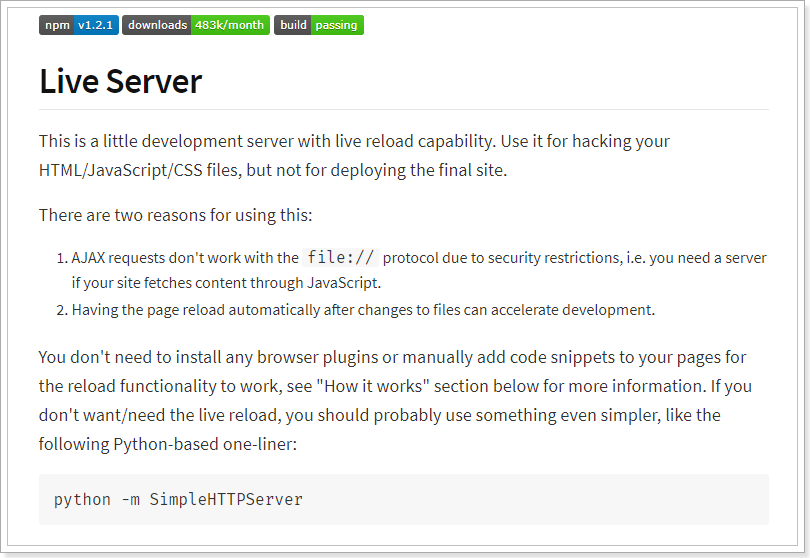 npm v1.2.1 downloads 483k/month build passing
Live Server
This is a little development server with live reload capability. Use it for hacking your
HTML/JavaScript/CSS files, but not for deploying the final site.
There are two reasons for using this:
1. AJAX requests don't work with the file:// protocol due to security restrictions, i.e. you need a server
if your site fetches content through JavaScript.
2. Having the page reload automatically after changes to files can accelerate development.
You don't need to install any browser plugins or manually add code snippets to your pages for
the reload functionality to work, see "How it works" section below for more information. If you
don't want/need the live reload, you should probably use something even simpler, like the
following Python-based one-liner:
python -m SimpleHTTPServer